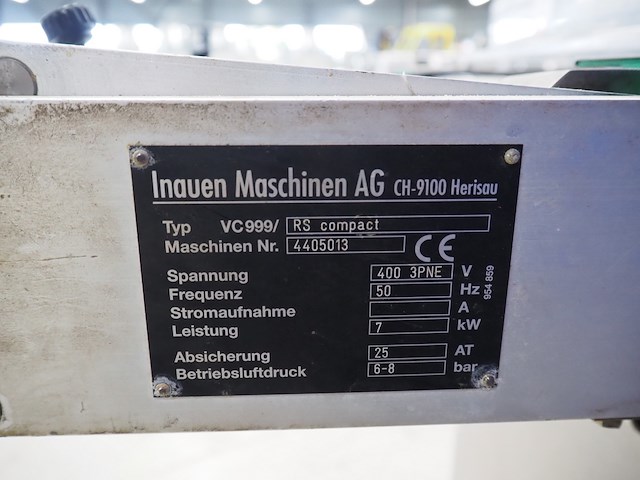 Inauen Maschinen AG CH-9100 Herisau
Typ VC999/ RS compact
Maschinen Nr. 4405013 CE
Spannung 400 3PNE V
Frequenz 50 Hz
Stromaufnahme A
Leistung 7 kW
Absicherung 25 AT
Betriebsluftdruck 6-8 bar
954 859